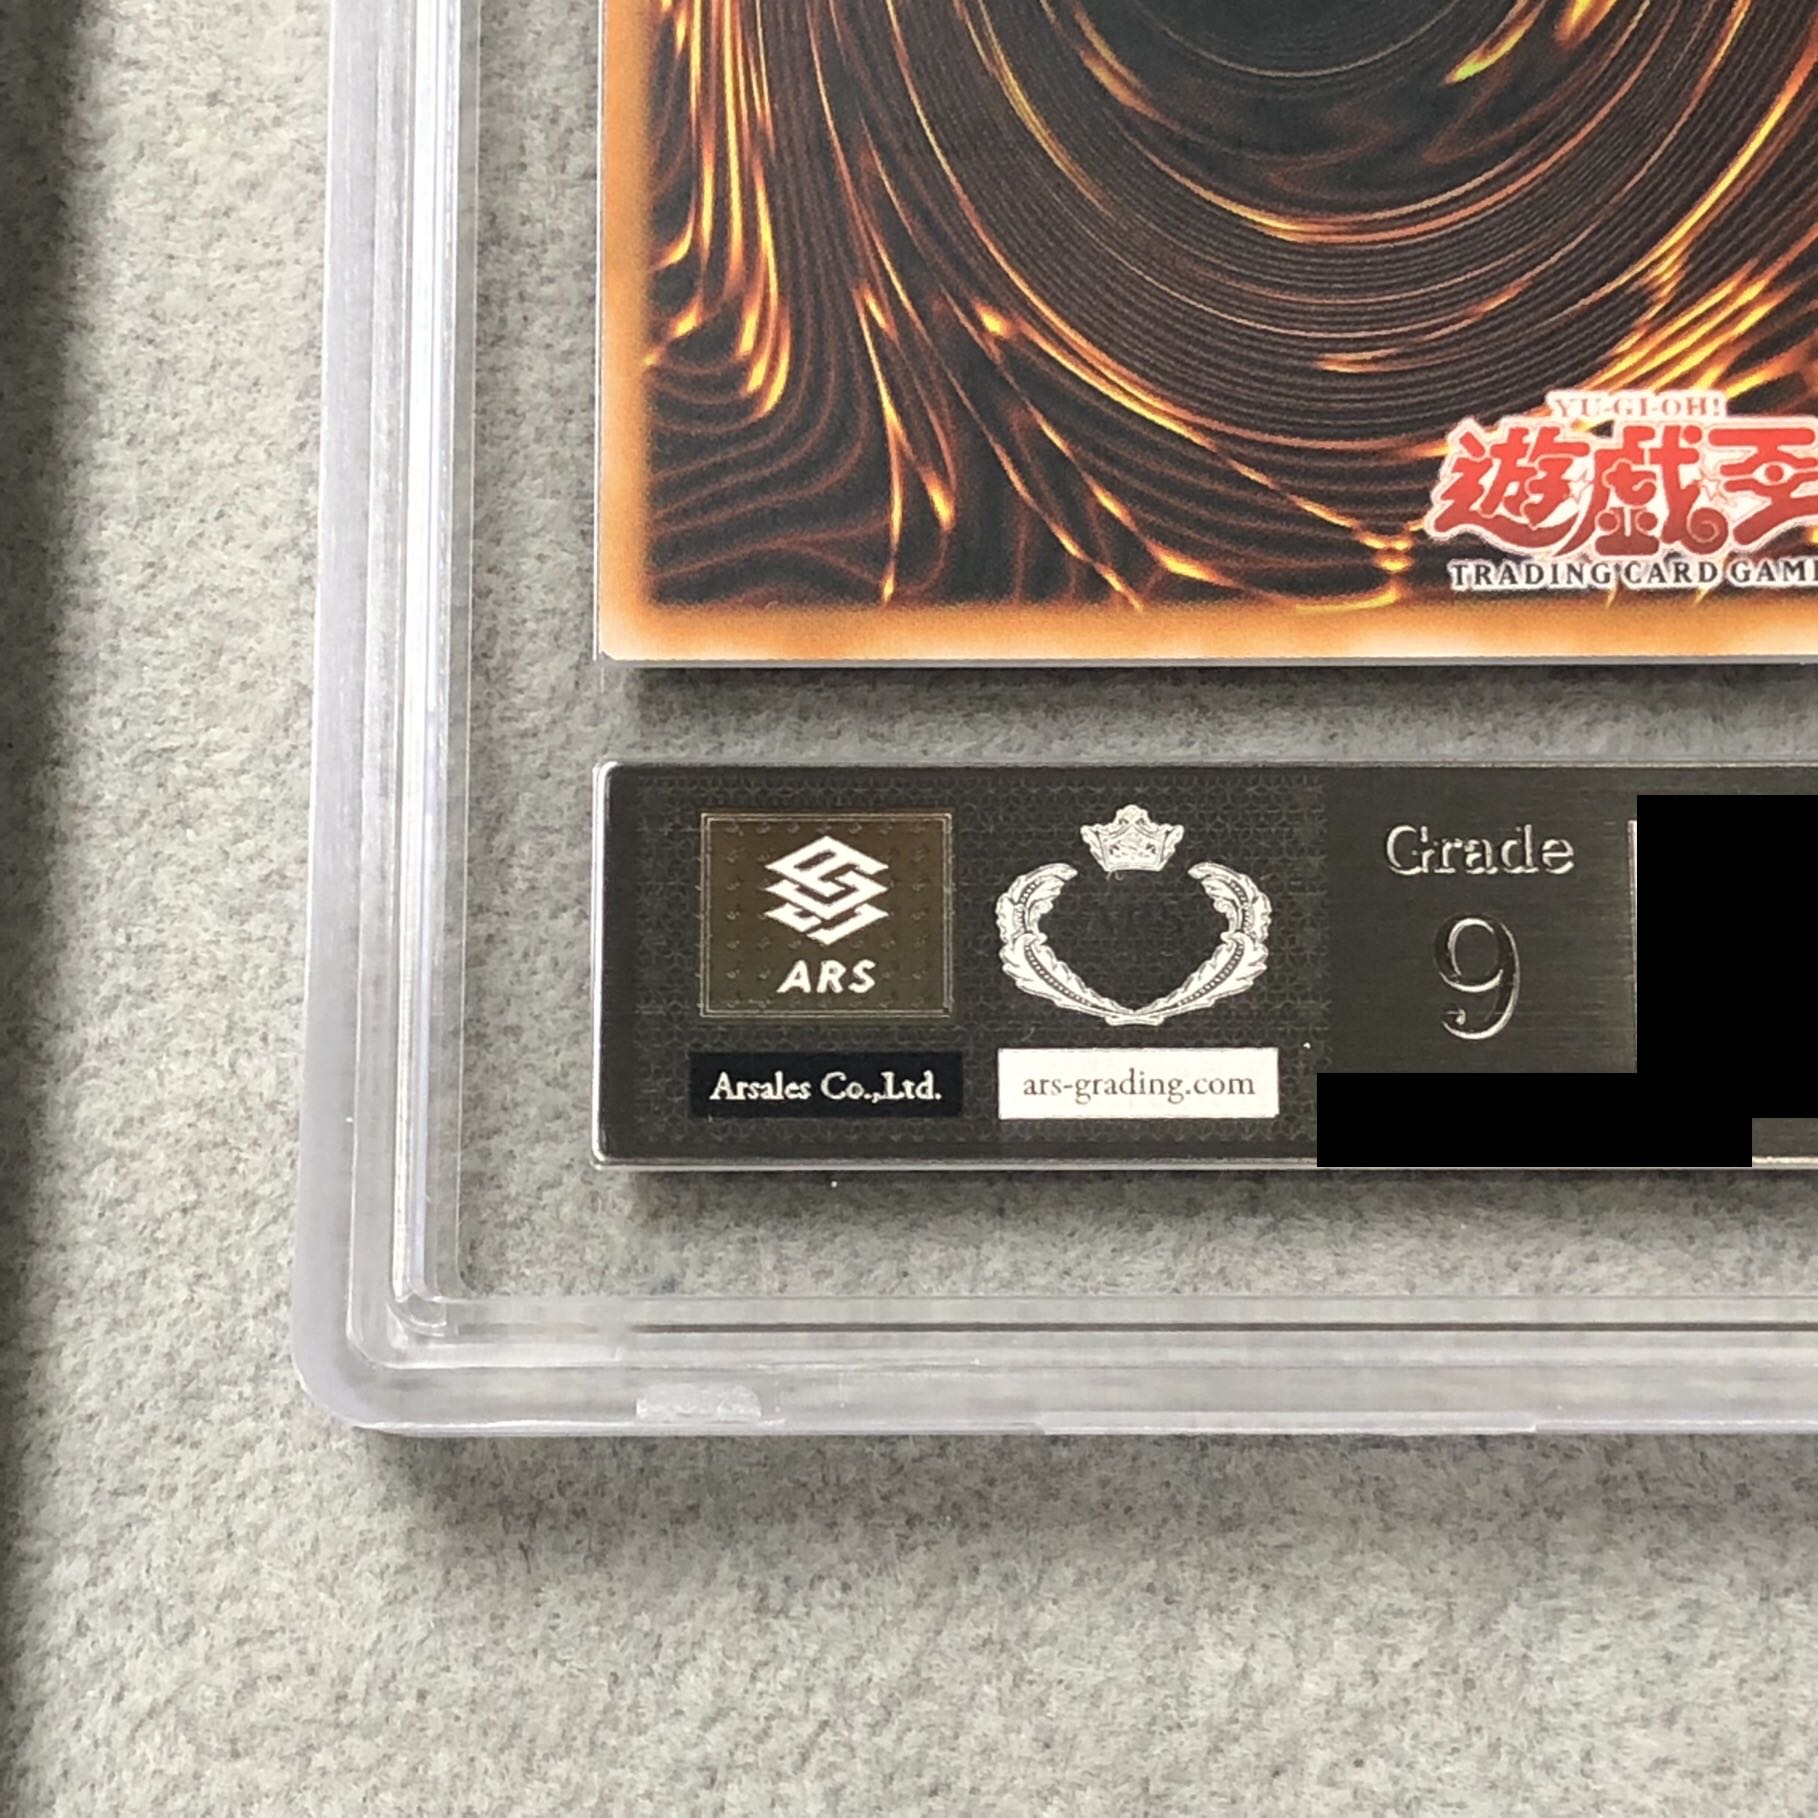 YU-GI-OH!
遊戯王
TRADING CARD GAME
ARS
Arsales Co.,Ltd.
ars-grading.com
Grade
9